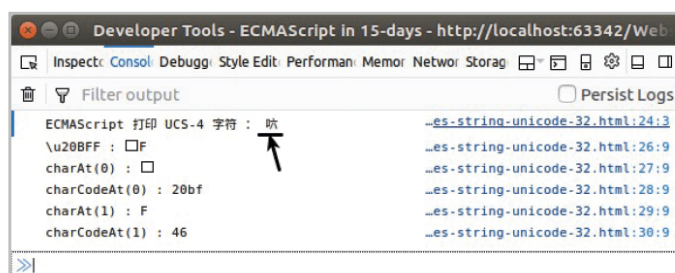 Developer Tools - ECMAScript in 15-days - http://localhost:63342/Web
Inspect Consol Debugg Style Edit Performan Memor Networ Storag
Filter output Persist Logs
ECMAScript 打印 UCS-4 字符 : 吭 …es-string-unicode-32.html:24:3
\u20BFF : □F …es-string-unicode-32.html:26:9
charAt(0) : □ …es-string-unicode-32.html:27:9
charCodeAt(0) : 20bf …es-string-unicode-32.html:28:9
charAt(1) : F …es-string-unicode-32.html:29:9
charCodeAt(1) : 46 …es-string-unicode-32.html:30:9